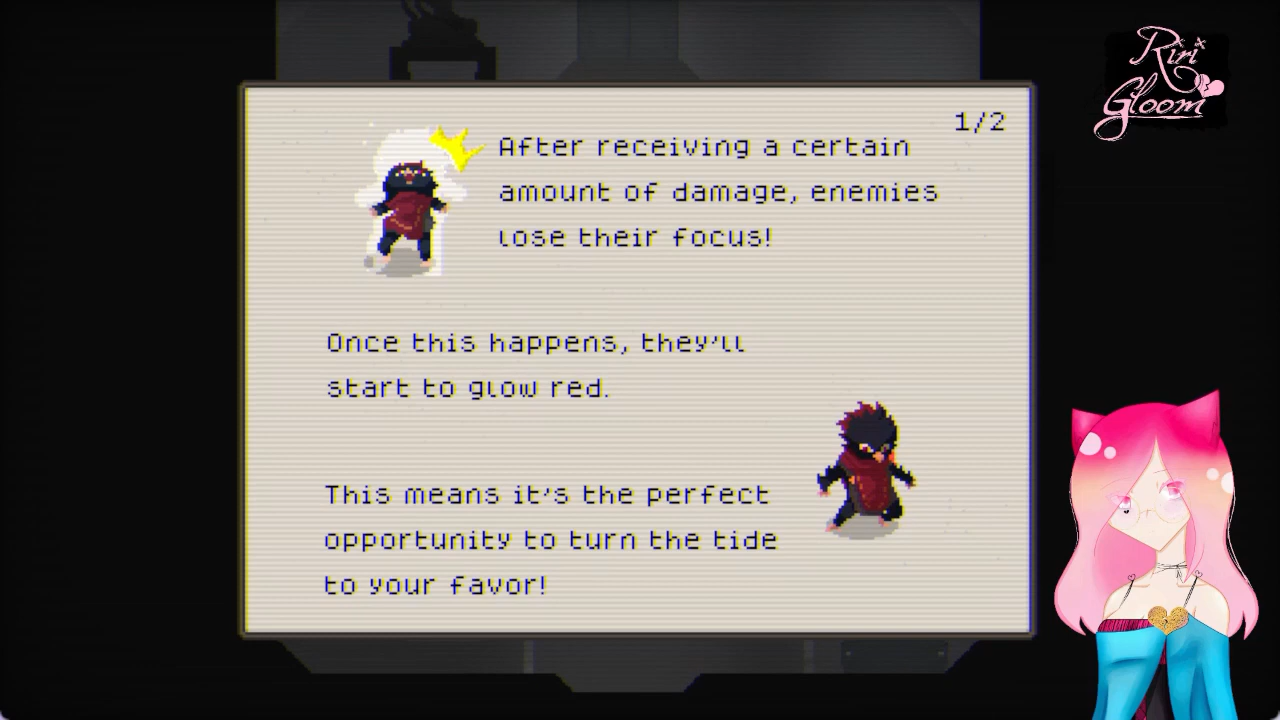 Riri
Gloom
1/2
After receiving a certain
amount of damage, enemies
lose their focus!
Once this happens, they'll
start to glow red.
This means it's the perfect
opportunity to turn the tide
to your favor!